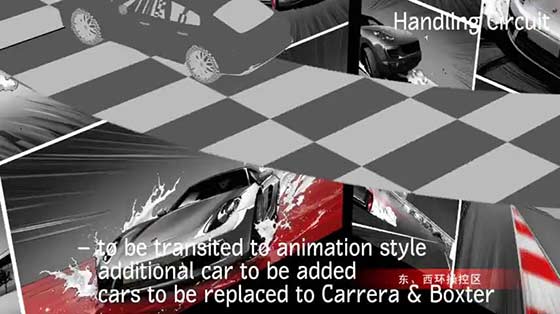 Handling Circuit
– to be transited to animation style
additional car to be added
东、西环操控区
cars to be replaced to Carrera & Boxter